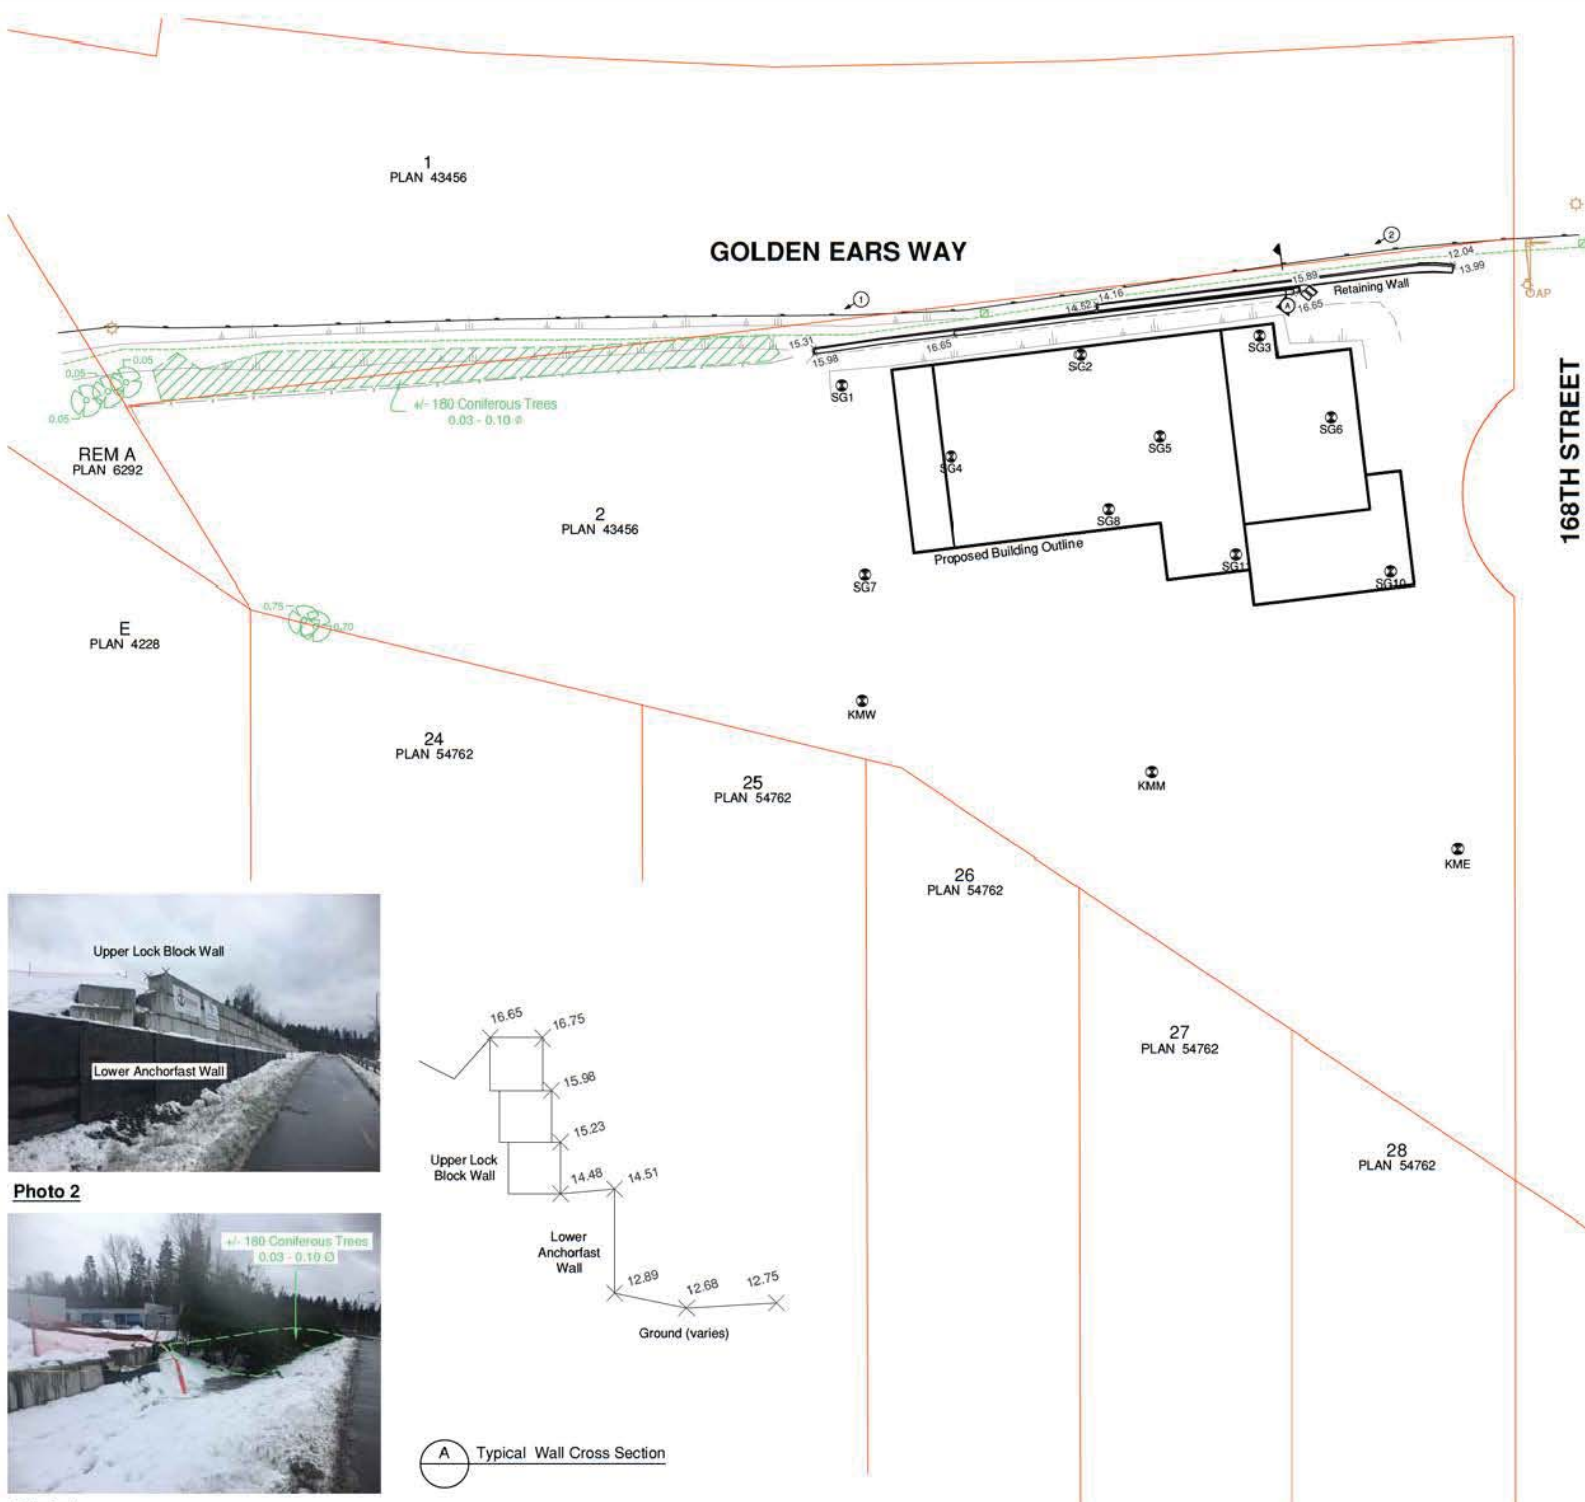 1
PLAN 43456
GOLDEN EARS WAY
2
1
12.04
13.99
15.89
Retaining Wall
14.52
14.16
A
16.65
AP
15.31
15.98
16.65
0.05
0.05
0.05
+/- 180 Coniferous Trees
0.03 - 0.10 Ø
SG1
SG2
SG3
SG4
SG5
SG6
SG8
SG7
SG10
Proposed Building Outline
168TH STREET
REM A
PLAN 6292
2
PLAN 43456
E
PLAN 4228
0.75
0.70
24
PLAN 54762
25
PLAN 54762
26
PLAN 54762
27
PLAN 54762
28
PLAN 54762
KMW
KMM
KME
Upper Lock Block Wall
Lower Anchorfast Wall
Photo 2
+/- 180 Coniferous Trees
0.03 - 0.10 Ø
16.65
16.75
15.98
15.23
Upper Lock
Block Wall
14.48
14.51
Lower
Anchorfast
Wall
12.89
12.68
12.75
Ground (varies)
A
Typical Wall Cross Section